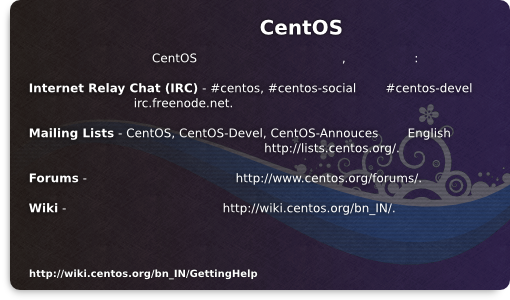 CentOS
CentOS , :
Internet Relay Chat (IRC) - #centos, #centos-social #centos-devel
irc.freenode.net.
Mailing Lists - CentOS, CentOS-Devel, CentOS-Annouces English
http://lists.centos.org/.
Forums - http://www.centos.org/forums/.
Wiki - http://wiki.centos.org/bn_IN/.
http://wiki.centos.org/bn_IN/GettingHelp